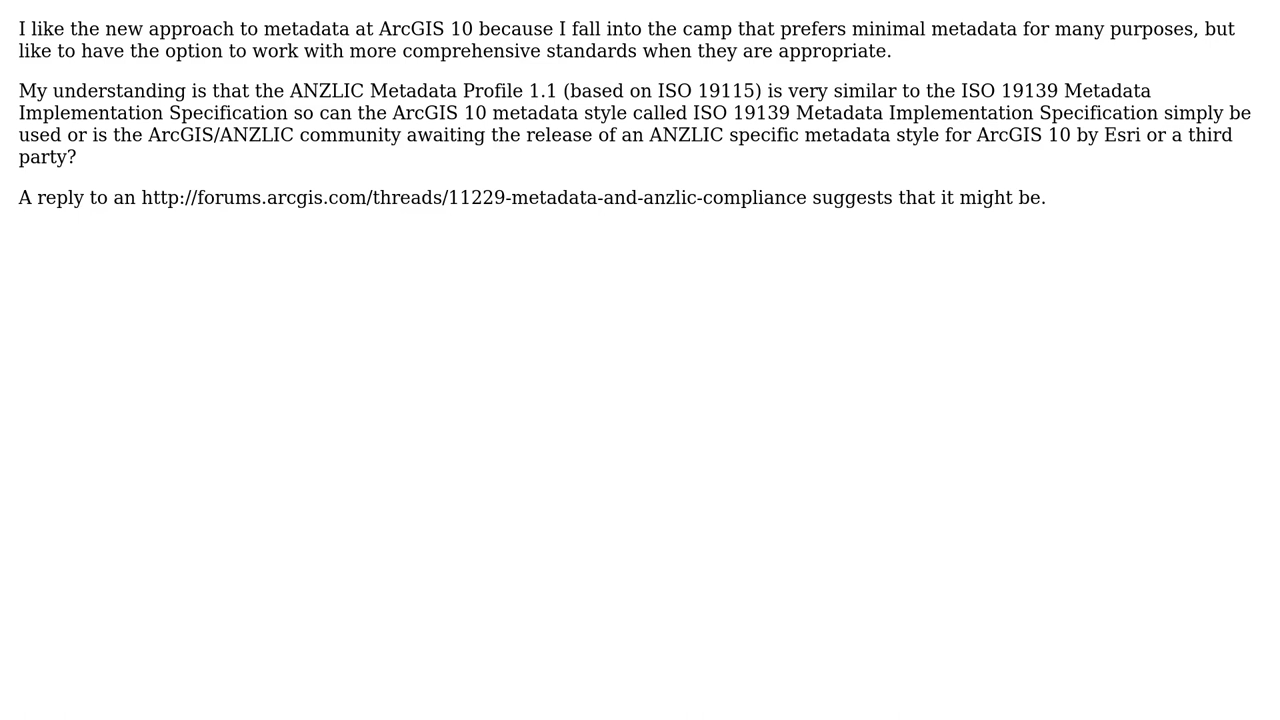 I like the new approach to metadata at ArcGIS 10 because I fall into the camp that prefers minimal metadata for many purposes, but
like to have the option to work with more comprehensive standards when they are appropriate.
My understanding is that the ANZLIC Metadata Profile 1.1 (based on ISO 19115) is very similar to the ISO 19139 Metadata
Implementation Specification so can the ArcGIS 10 metadata style called ISO 19139 Metadata Implementation Specification simply be
used or is the ArcGIS/ANZLIC community awaiting the release of an ANZLIC specific metadata style for ArcGIS 10 by Esri or a third
party?
A reply to an http://forums.arcgis.com/threads/11229-metadata-and-anzlic-compliance suggests that it might be.